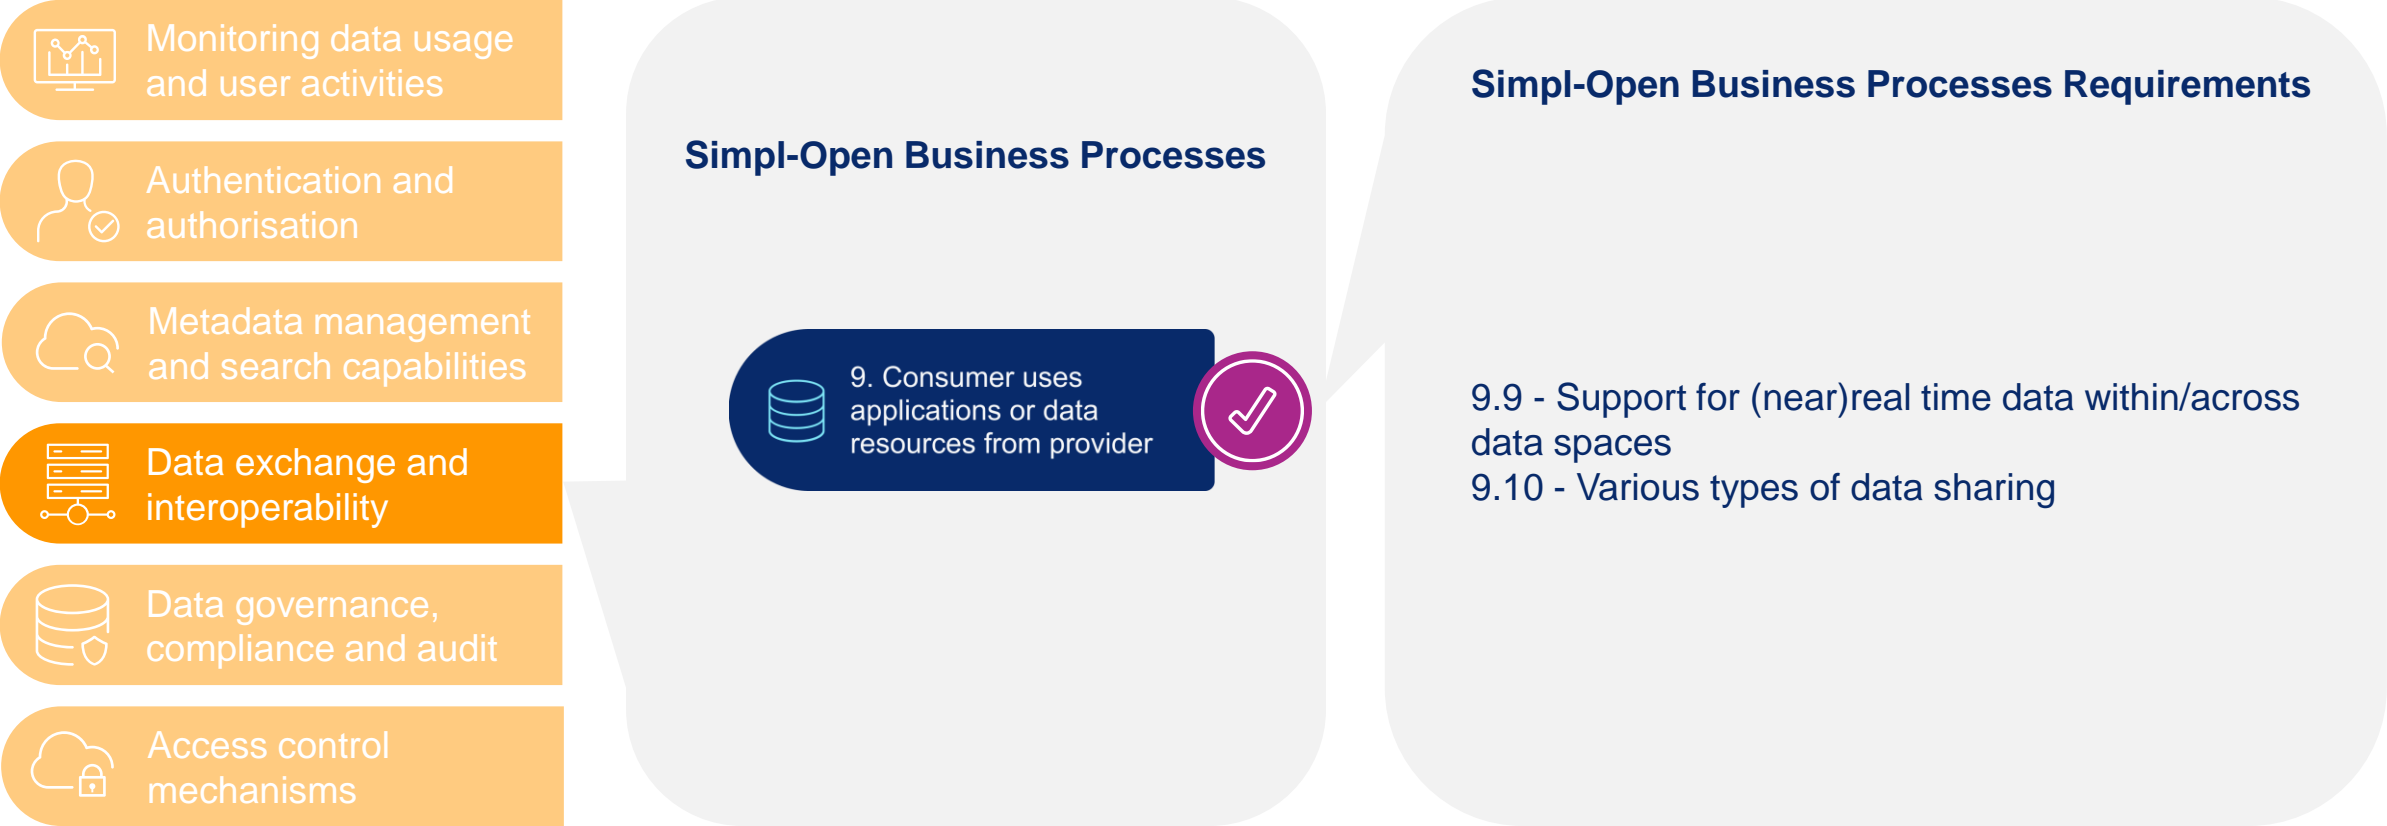 Monitoring data usage
and user activities
Authentication and
authorisation
Metadata management
and search capabilities
Data exchange and
interoperability
Data governance,
compliance and audit
Access control
mechanisms
Simpl-Open Business Processes
9. Consumer uses
applications or data
resources from provider
Simpl-Open Business Processes Requirements
9.9 - Support for (near)real time data within/across
data spaces
9.10 - Various types of data sharing